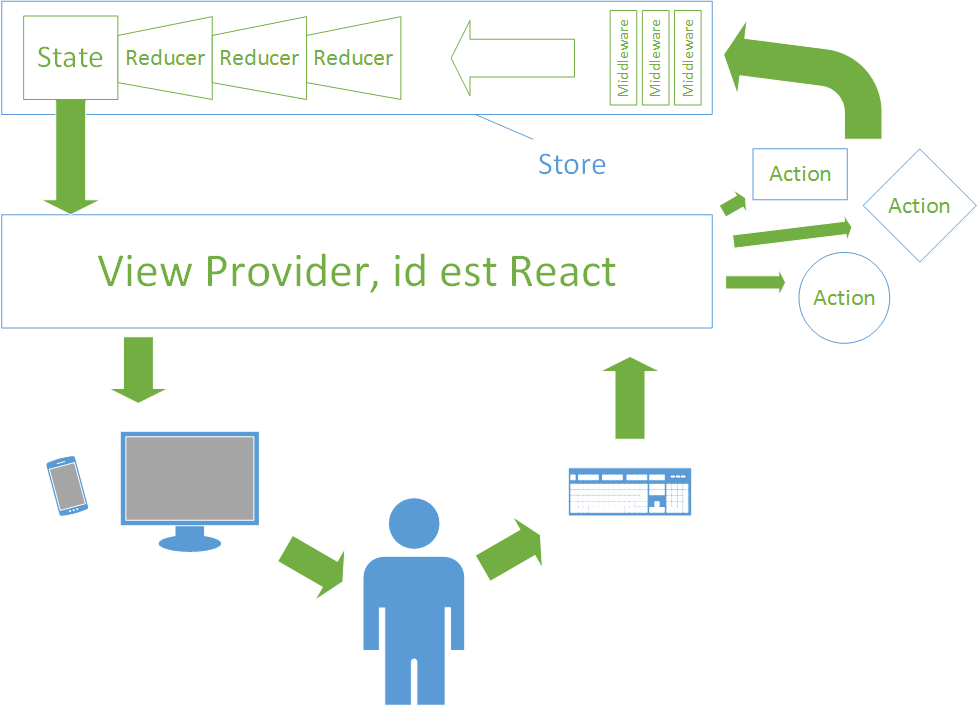 State
Reducer
Reducer
Reducer
Middleware
Middleware
Middleware
Store
Action
Action
Action
View Provider, id est React